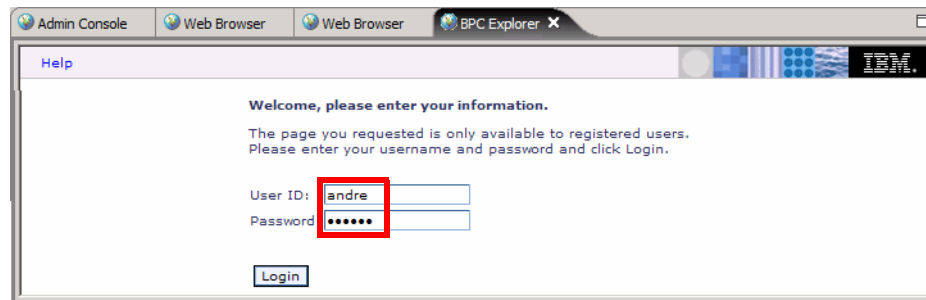 Admin Console Web Browser Web Browser BPC Explorer
Help IBM.
Welcome, please enter your information.
The page you requested is only available to registered users.
Please enter your username and password and click Login.
User ID: andre
Password ••••••
Login